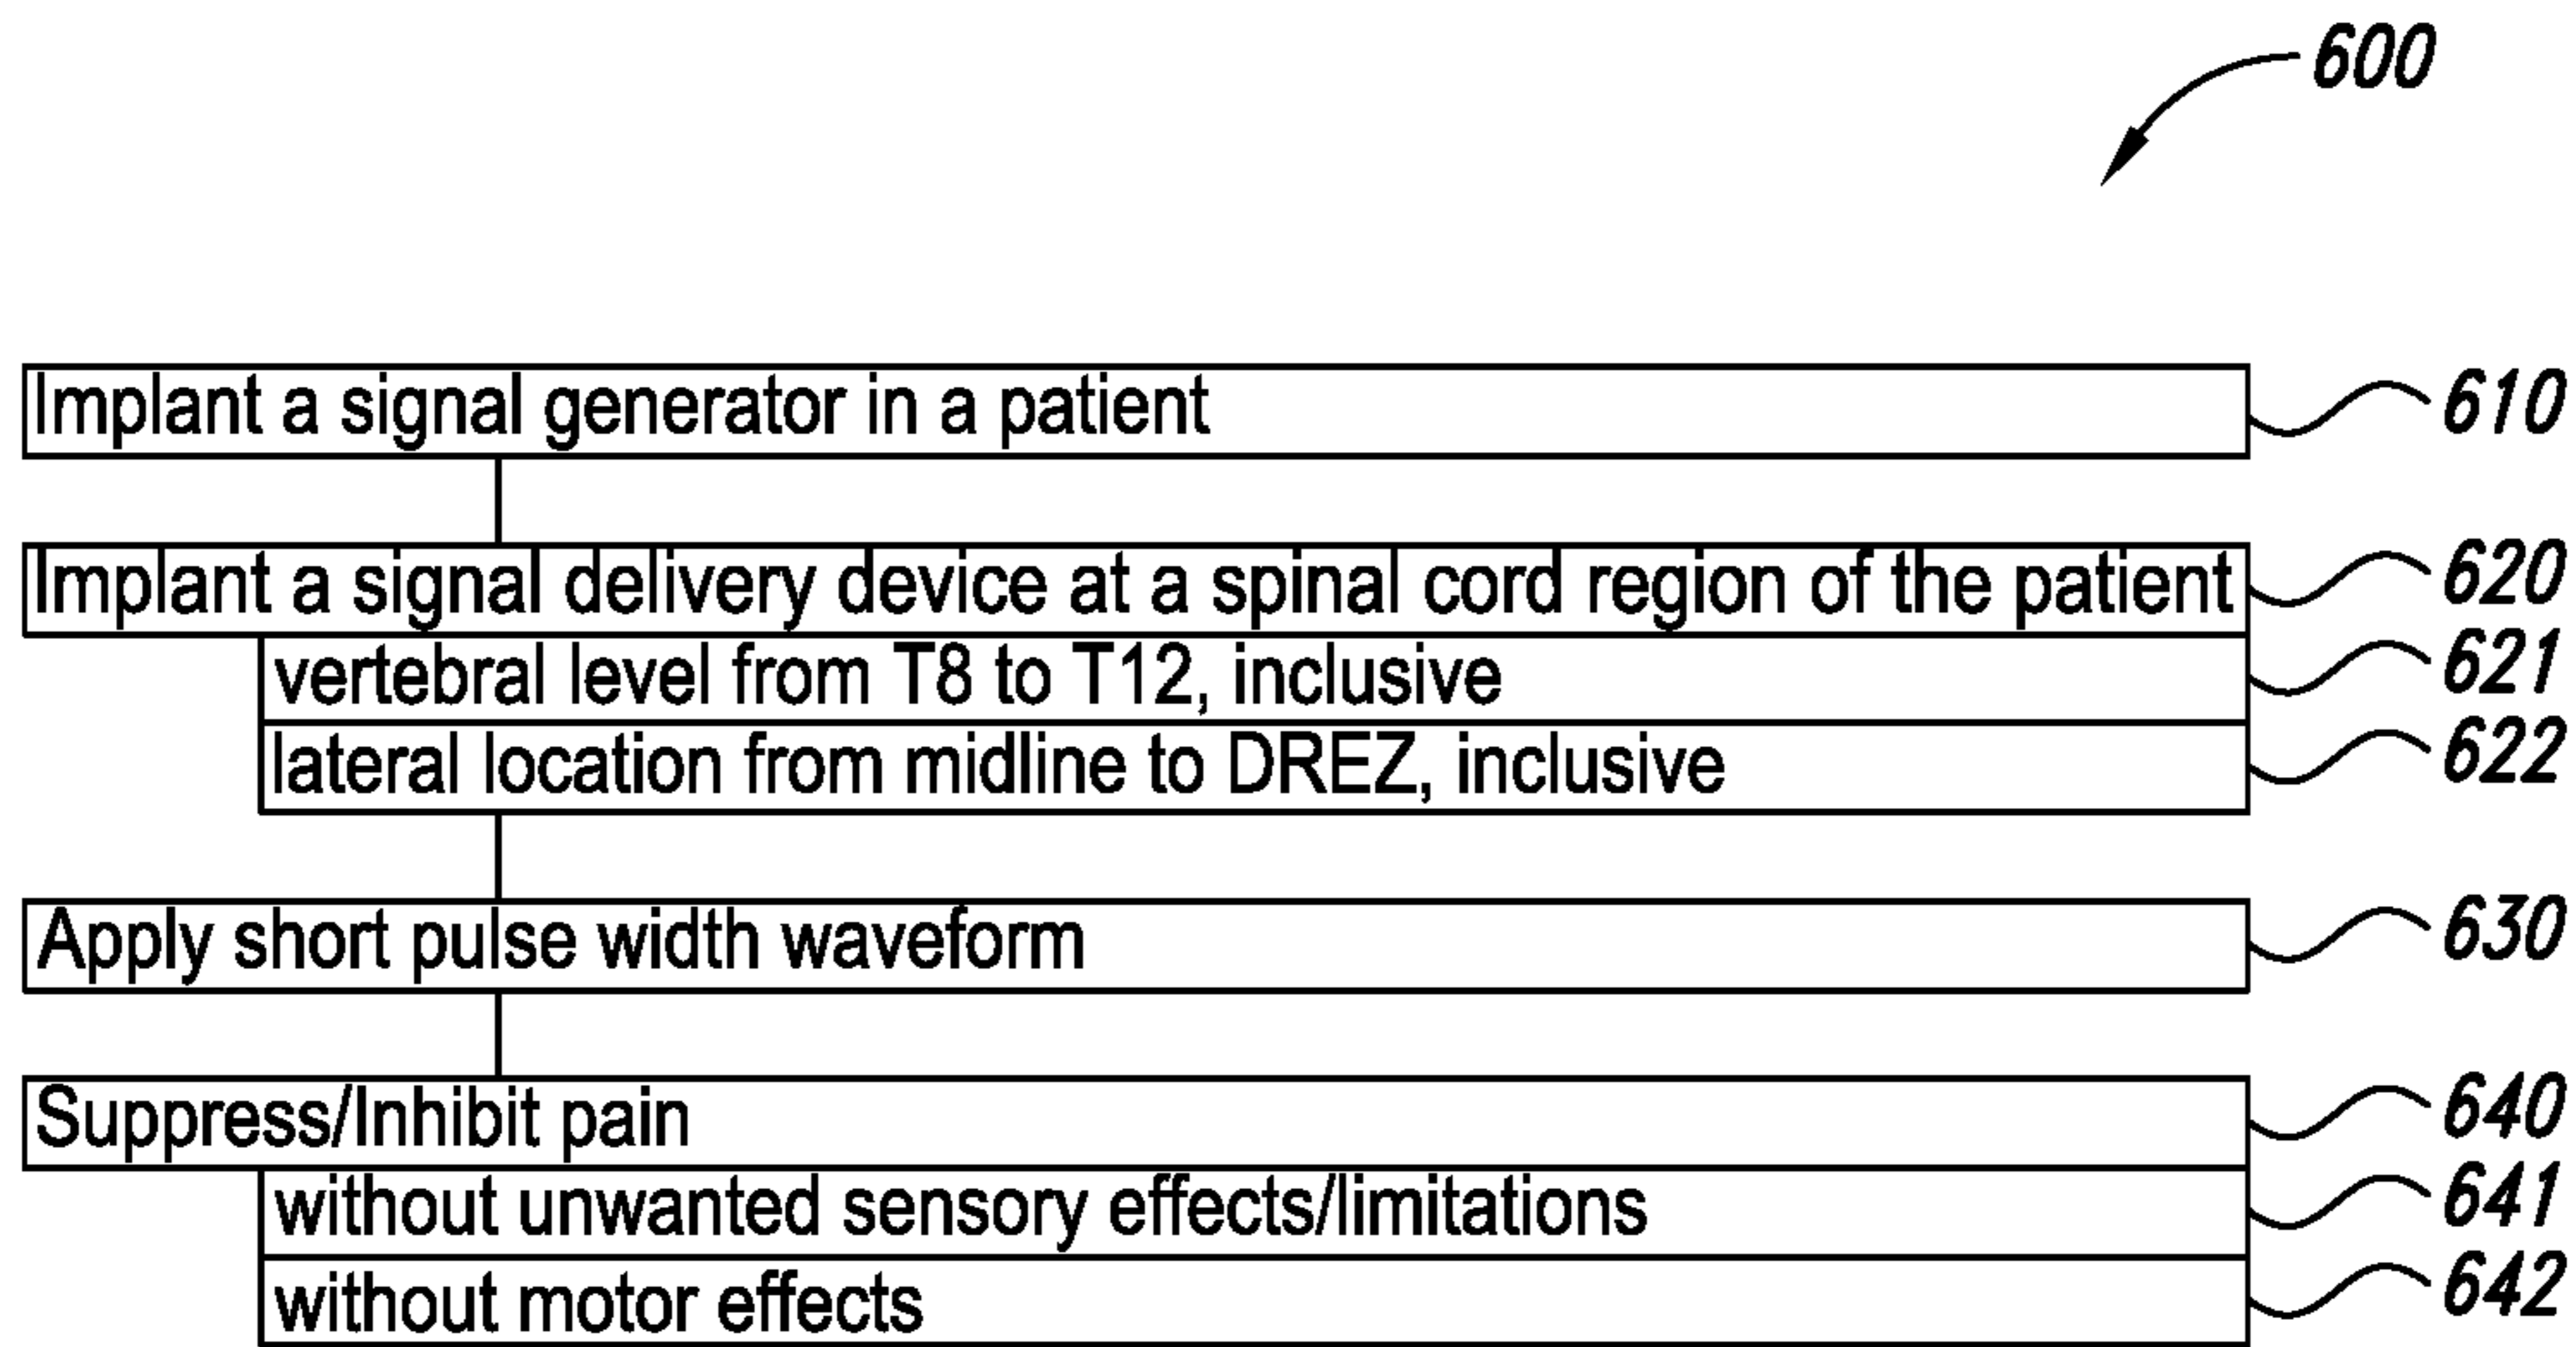 600
Implant a signal generator in a patient 610
Implant a signal delivery device at a spinal cord region of the patient 620
vertebral level from T8 to T12, inclusive 621
lateral location from midline to DREZ, inclusive 622
Apply short pulse width waveform 630
Suppress/Inhibit pain 640
without unwanted sensory effects/limitations 641
without motor effects 642